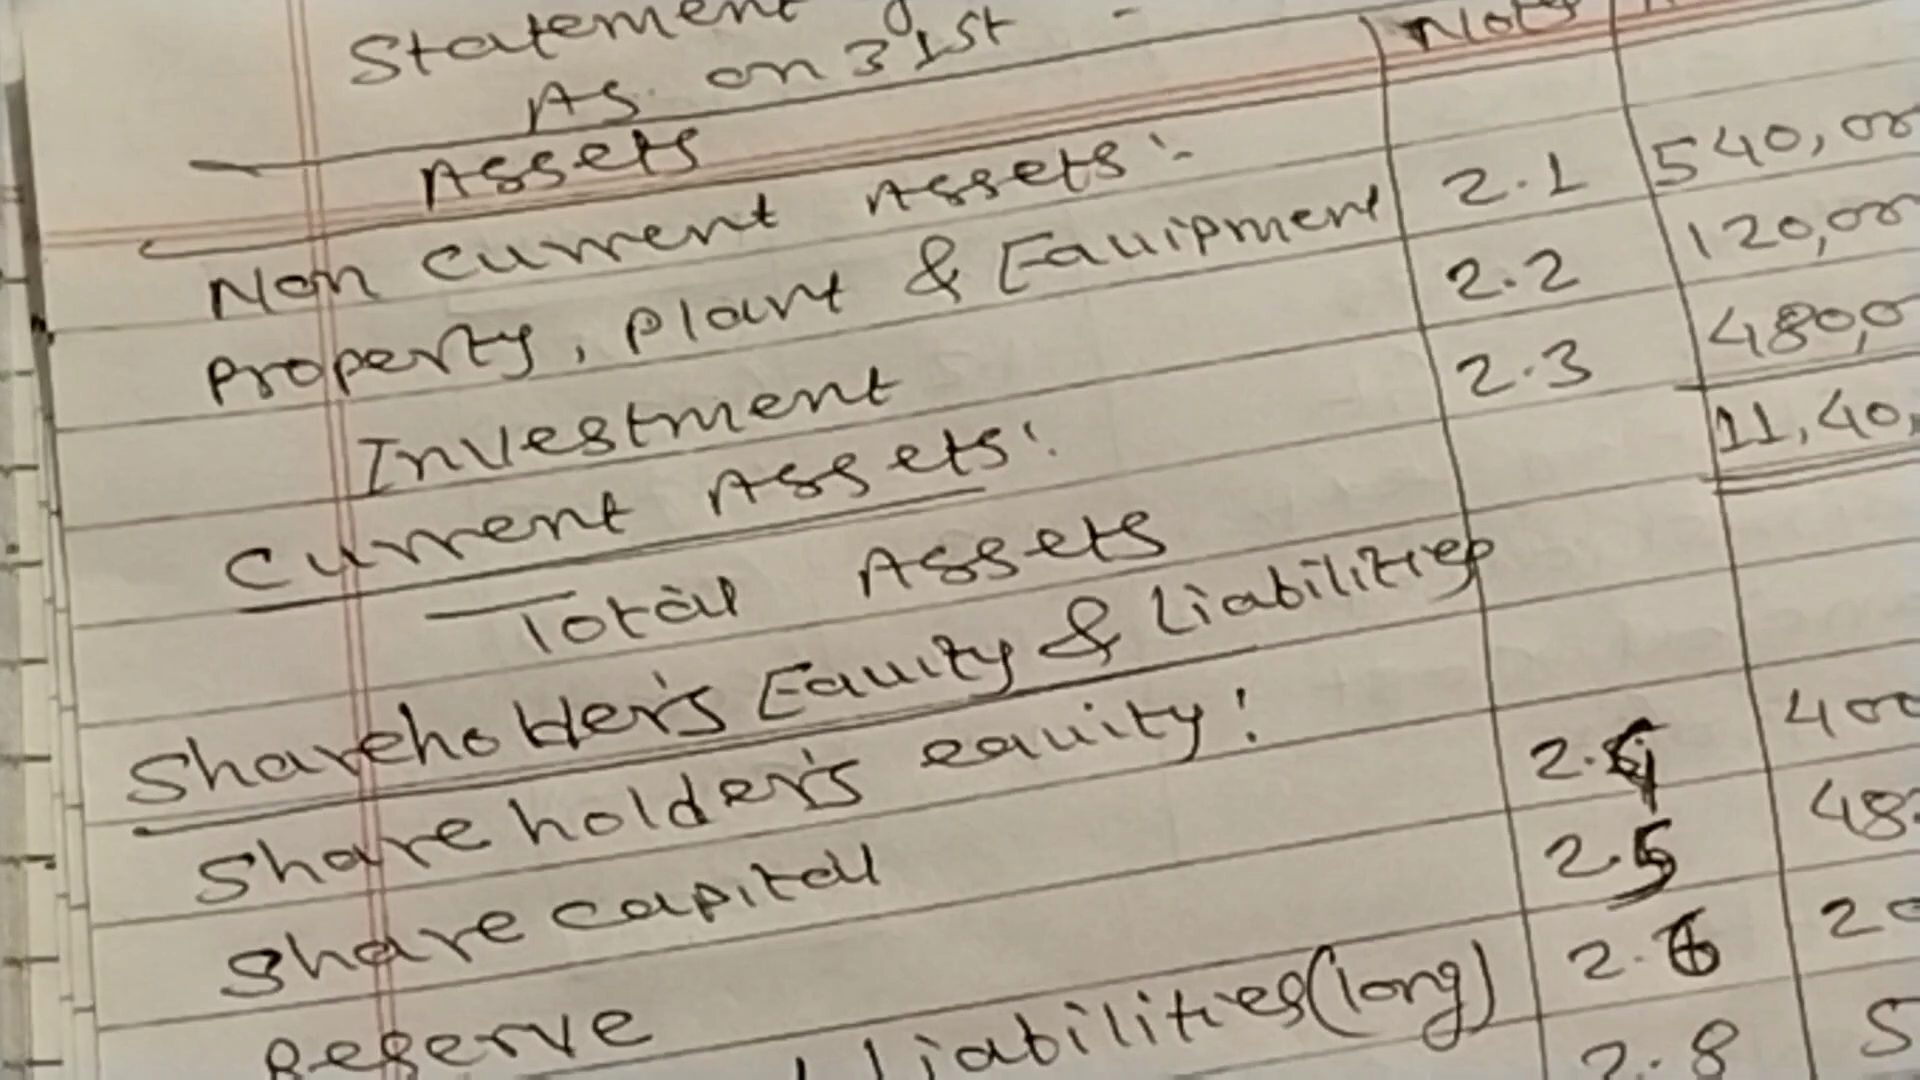 Statement
As on 31st
Note
Assets
Non Current Assets:-
Property, Plant & Equipment 2.1 540,00
Investment 2.2 120,00
Current Assets: 2.3 480,0
Total Assets 11,40,
Shareholder's Equity & Liabilities
Shareholder's equity:
Share capital 2.4 400
Reserve 2.5 48
Liabilities (long) 2.6 20
2.8 5